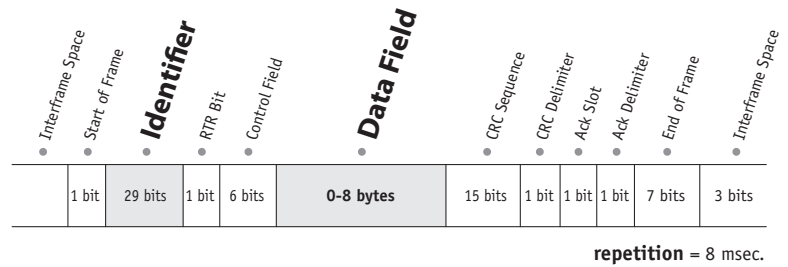 Interframe Space
Start of Frame
Identifier
RTR Bit
Control Field
Data Field
CRC Sequence
CRC Delimiter
Ack Slot
Ack Delimiter
End of Frame
Interframe Space
1 bit 29 bits 1 bit 6 bits 0-8 bytes 15 bits 1 bit 1 bit 1 bit 7 bits 3 bits
repetition = 8 msec.